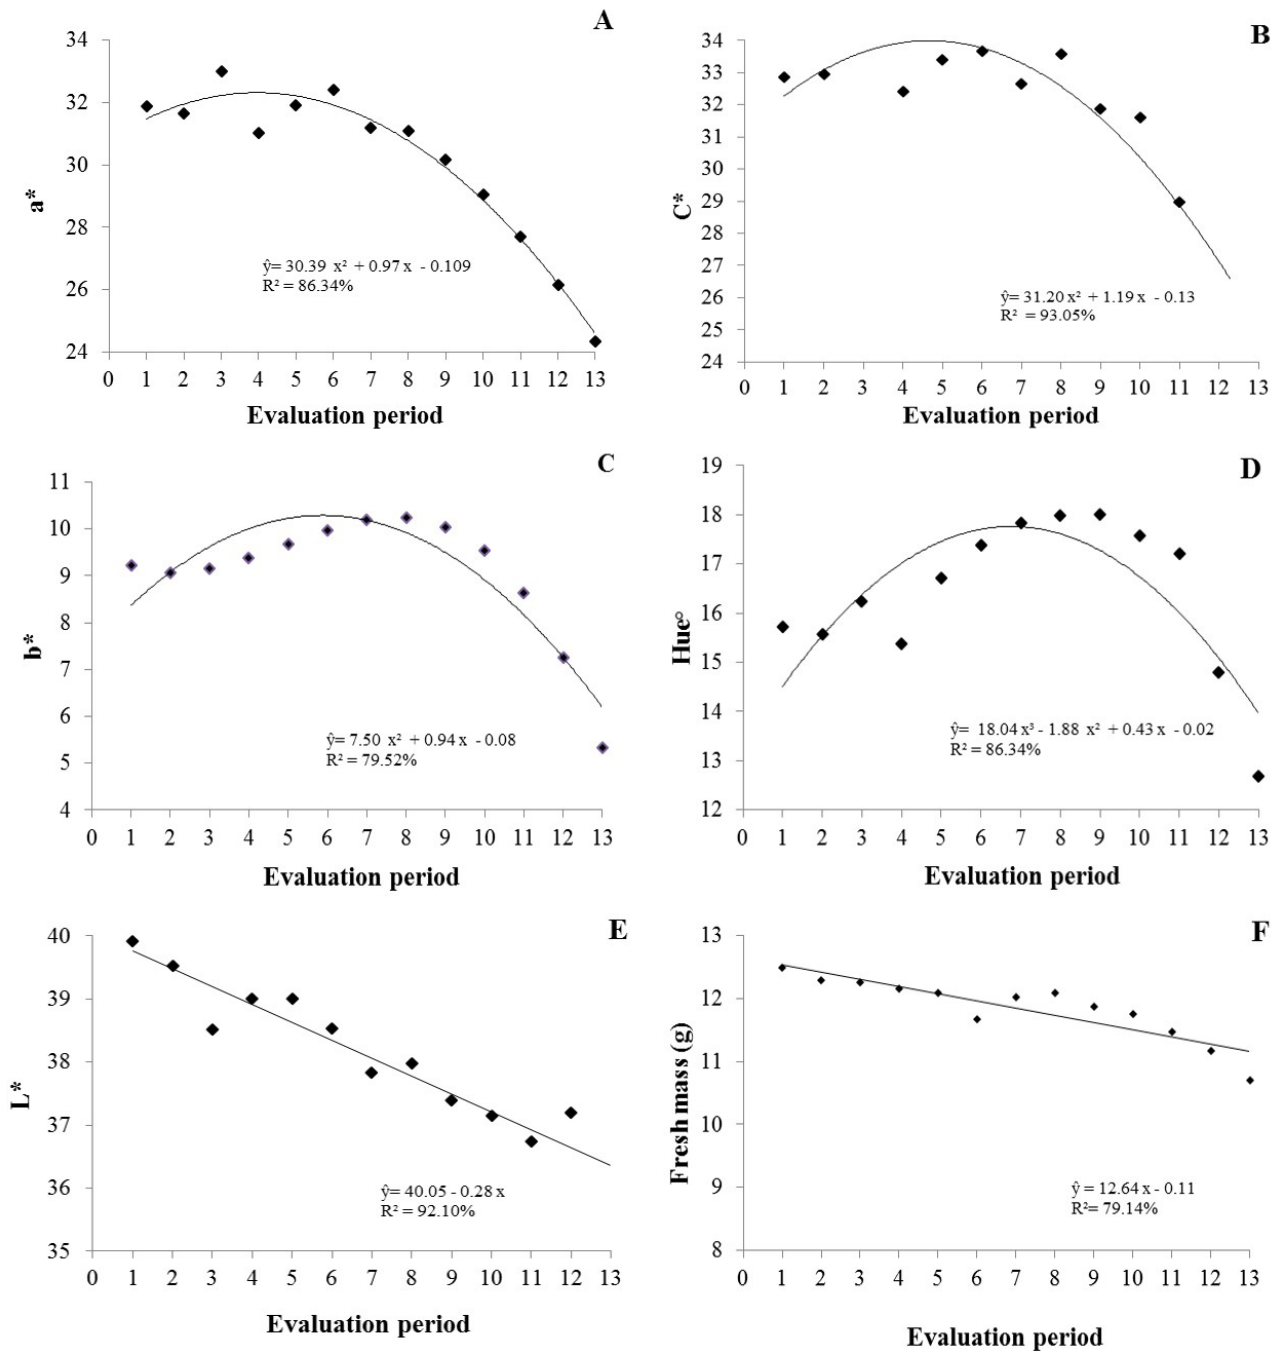 A
34
32
30
28
26
24
a*
ŷ= 30.39 x² + 0.97 x - 0.109
R² = 86.34%
0 1 2 3 4 5 6 7 8 9 10 11 12 13
Evaluation period
B
34
33
32
31
30
29
28
27
26
25
24
C*
ŷ= 31.20 x² + 1.19 x - 0.13
R² = 93.05%
0 1 2 3 4 5 6 7 8 9 10 11 12 13
Evaluation period
C
11
10
9
8
7
6
5
4
b*
ŷ= 7.50 x² + 0.94 x - 0.08
R² = 79.52%
0 1 2 3 4 5 6 7 8 9 10 11 12 13
Evaluation period
D
19
18
17
16
15
14
13
12
Hue°
ŷ= 18.04 x³ - 1.88 x² + 0.43 x - 0.02
R² = 86.34%
0 1 2 3 4 5 6 7 8 9 10 11 12 13
Evaluation period
E
40
39
38
37
36
35
L*
ŷ= 40.05 - 0.28 x
R² = 92.10%
0 1 2 3 4 5 6 7 8 9 10 11 12 13
Evaluation period
F
13
12
11
10
9
8
Fresh mass (g)
ŷ = 12.64 x - 0.11
R²= 79.14%
0 1 2 3 4 5 6 7 8 9 10 11 12 13
Evaluation period